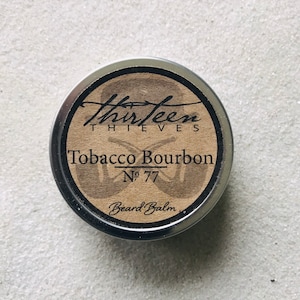 Thirteen
THIEVES
Tobacco Bourbon
Nº 77
Beard Balm